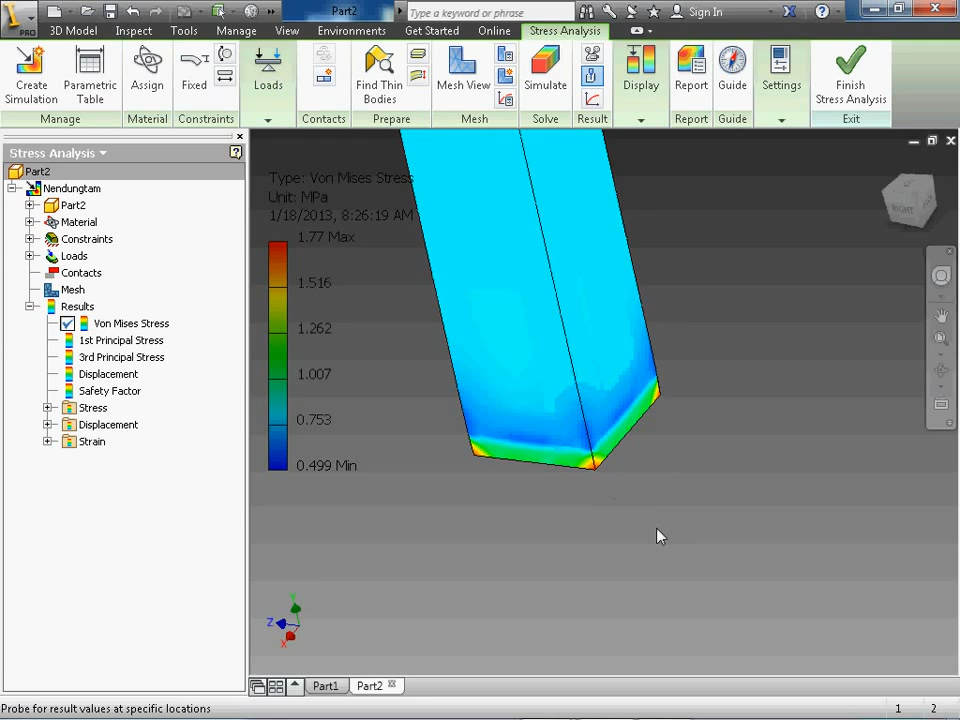 PRO
Part2
Type a keyword or phrase
Sign In
3D Model
Inspect
Tools
Manage
View
Environments
Get Started
Online
Stress Analysis
Create Simulation
Parametric Table
Assign
Fixed
Loads
Find Thin Bodies
Mesh View
Simulate
Display
Report
Guide
Settings
Finish Stress Analysis
Manage
Material
Constraints
Contacts
Prepare
Mesh
Solve
Result
Report
Guide
Exit
Stress Analysis
Part2
Nendungtam
Part2
Material
Constraints
Loads
Contacts
Mesh
Results
Von Mises Stress
1st Principal Stress
3rd Principal Stress
Displacement
Safety Factor
Stress
Displacement
Strain
Type: Von Mises Stress
Unit: MPa
1/18/2013, 8:26:19 AM
1.77 Max
1.516
1.262
1.007
0.753
0.499 Min
RIGHT
Y
Z
X
Part1
Part2
Probe for result values at specific locations
1
2